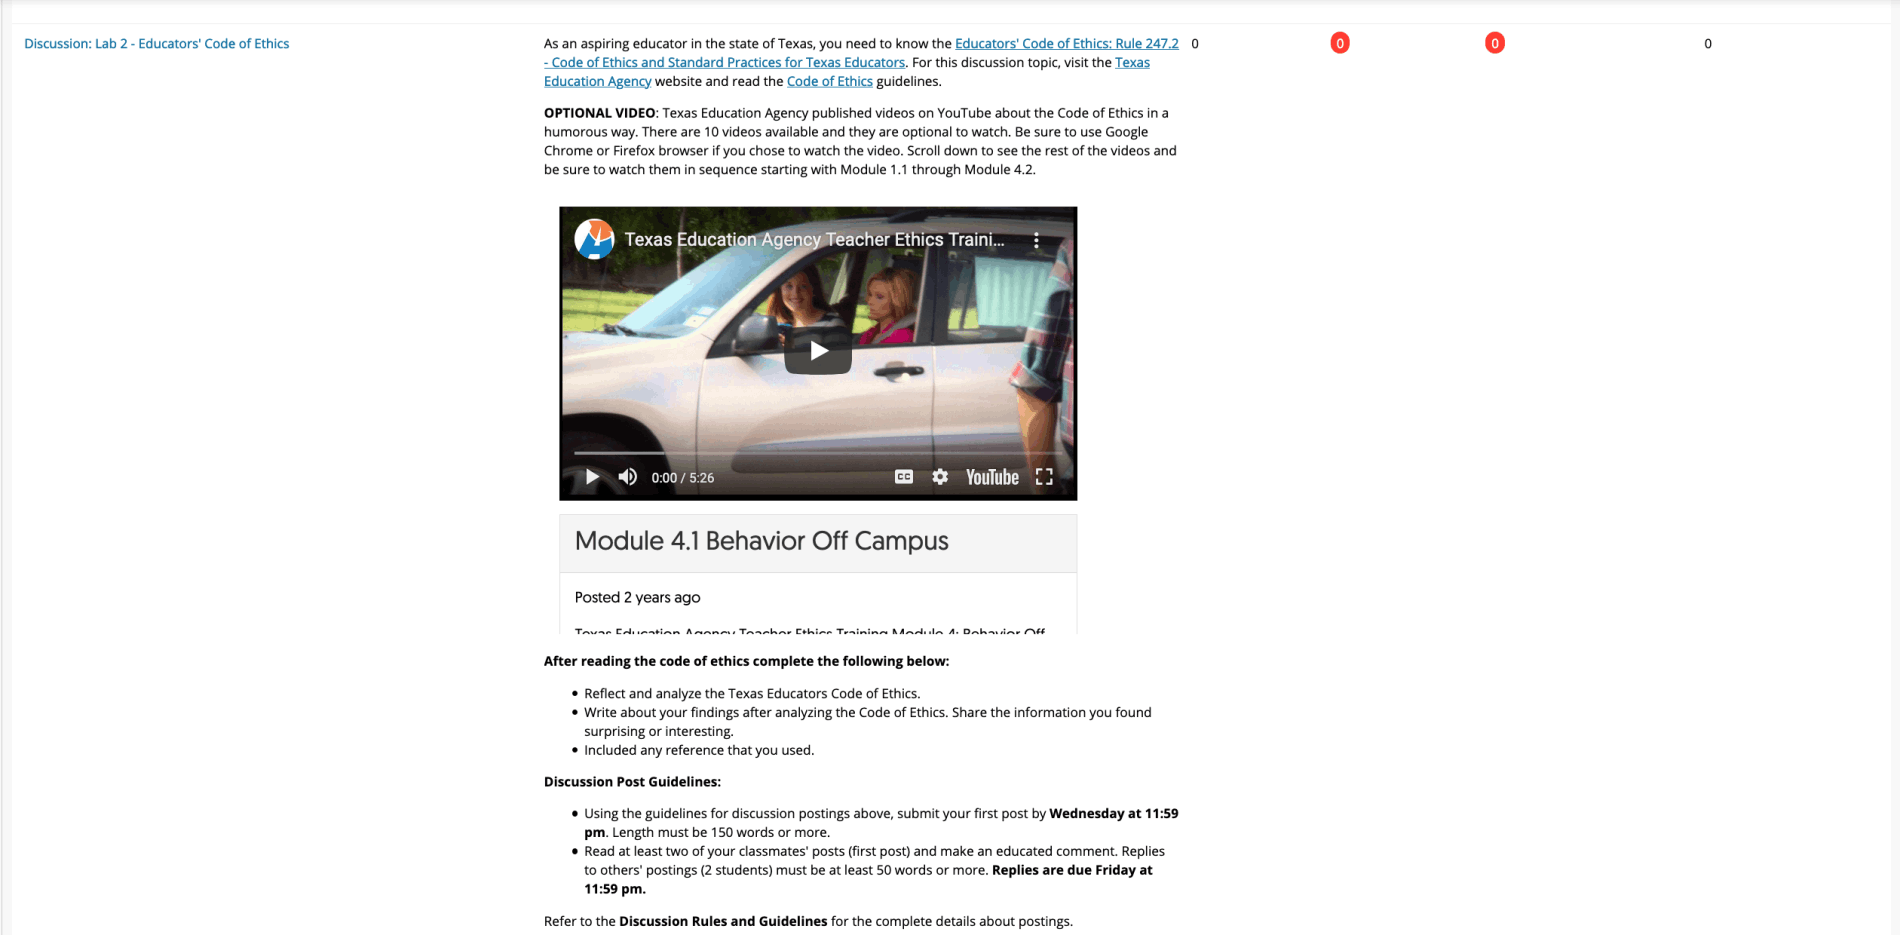 Discussion: Lab 2 - Educators' Code of Ethics
As an aspiring educator in the state of Texas, you need to know the Educators' Code of Ethics: Rule 247.2
0
0
0
0
- Code of Ethics and Standard Practices for Texas Educators. For this discussion topic, visit the Texas
Education Agency website and read the Code of Ethics guidelines.
OPTIONAL VIDEO: Texas Education Agency published videos on YouTube about the Code of Ethics in a
humorous way. There are 10 videos available and they are optional to watch. Be sure to use Google
Chrome or Firefox browser if you chose to watch the video. Scroll down to see the rest of the videos and
be sure to watch them in sequence starting with Module 1.1 through Module 4.2.
Texas Education Agency Teacher Ethics Traini...
0:00 / 5:26
CC
YouTube
Module 4.1 Behavior Off Campus
Posted 2 years ago
Texas Education Agency Teacher Ethics Training Module 4: Behavior Off
After reading the code of ethics complete the following below:
• Reflect and analyze the Texas Educators Code of Ethics.
• Write about your findings after analyzing the Code of Ethics. Share the information you found
surprising or interesting.
• Included any reference that you used.
Discussion Post Guidelines:
• Using the guidelines for discussion postings above, submit your first post by Wednesday at 11:59
pm. Length must be 150 words or more.
• Read at least two of your classmates' posts (first post) and make an educated comment. Replies
to others' postings (2 students) must be at least 50 words or more. Replies are due Friday at
11:59 pm.
Refer to the Discussion Rules and Guidelines for the complete details about postings.